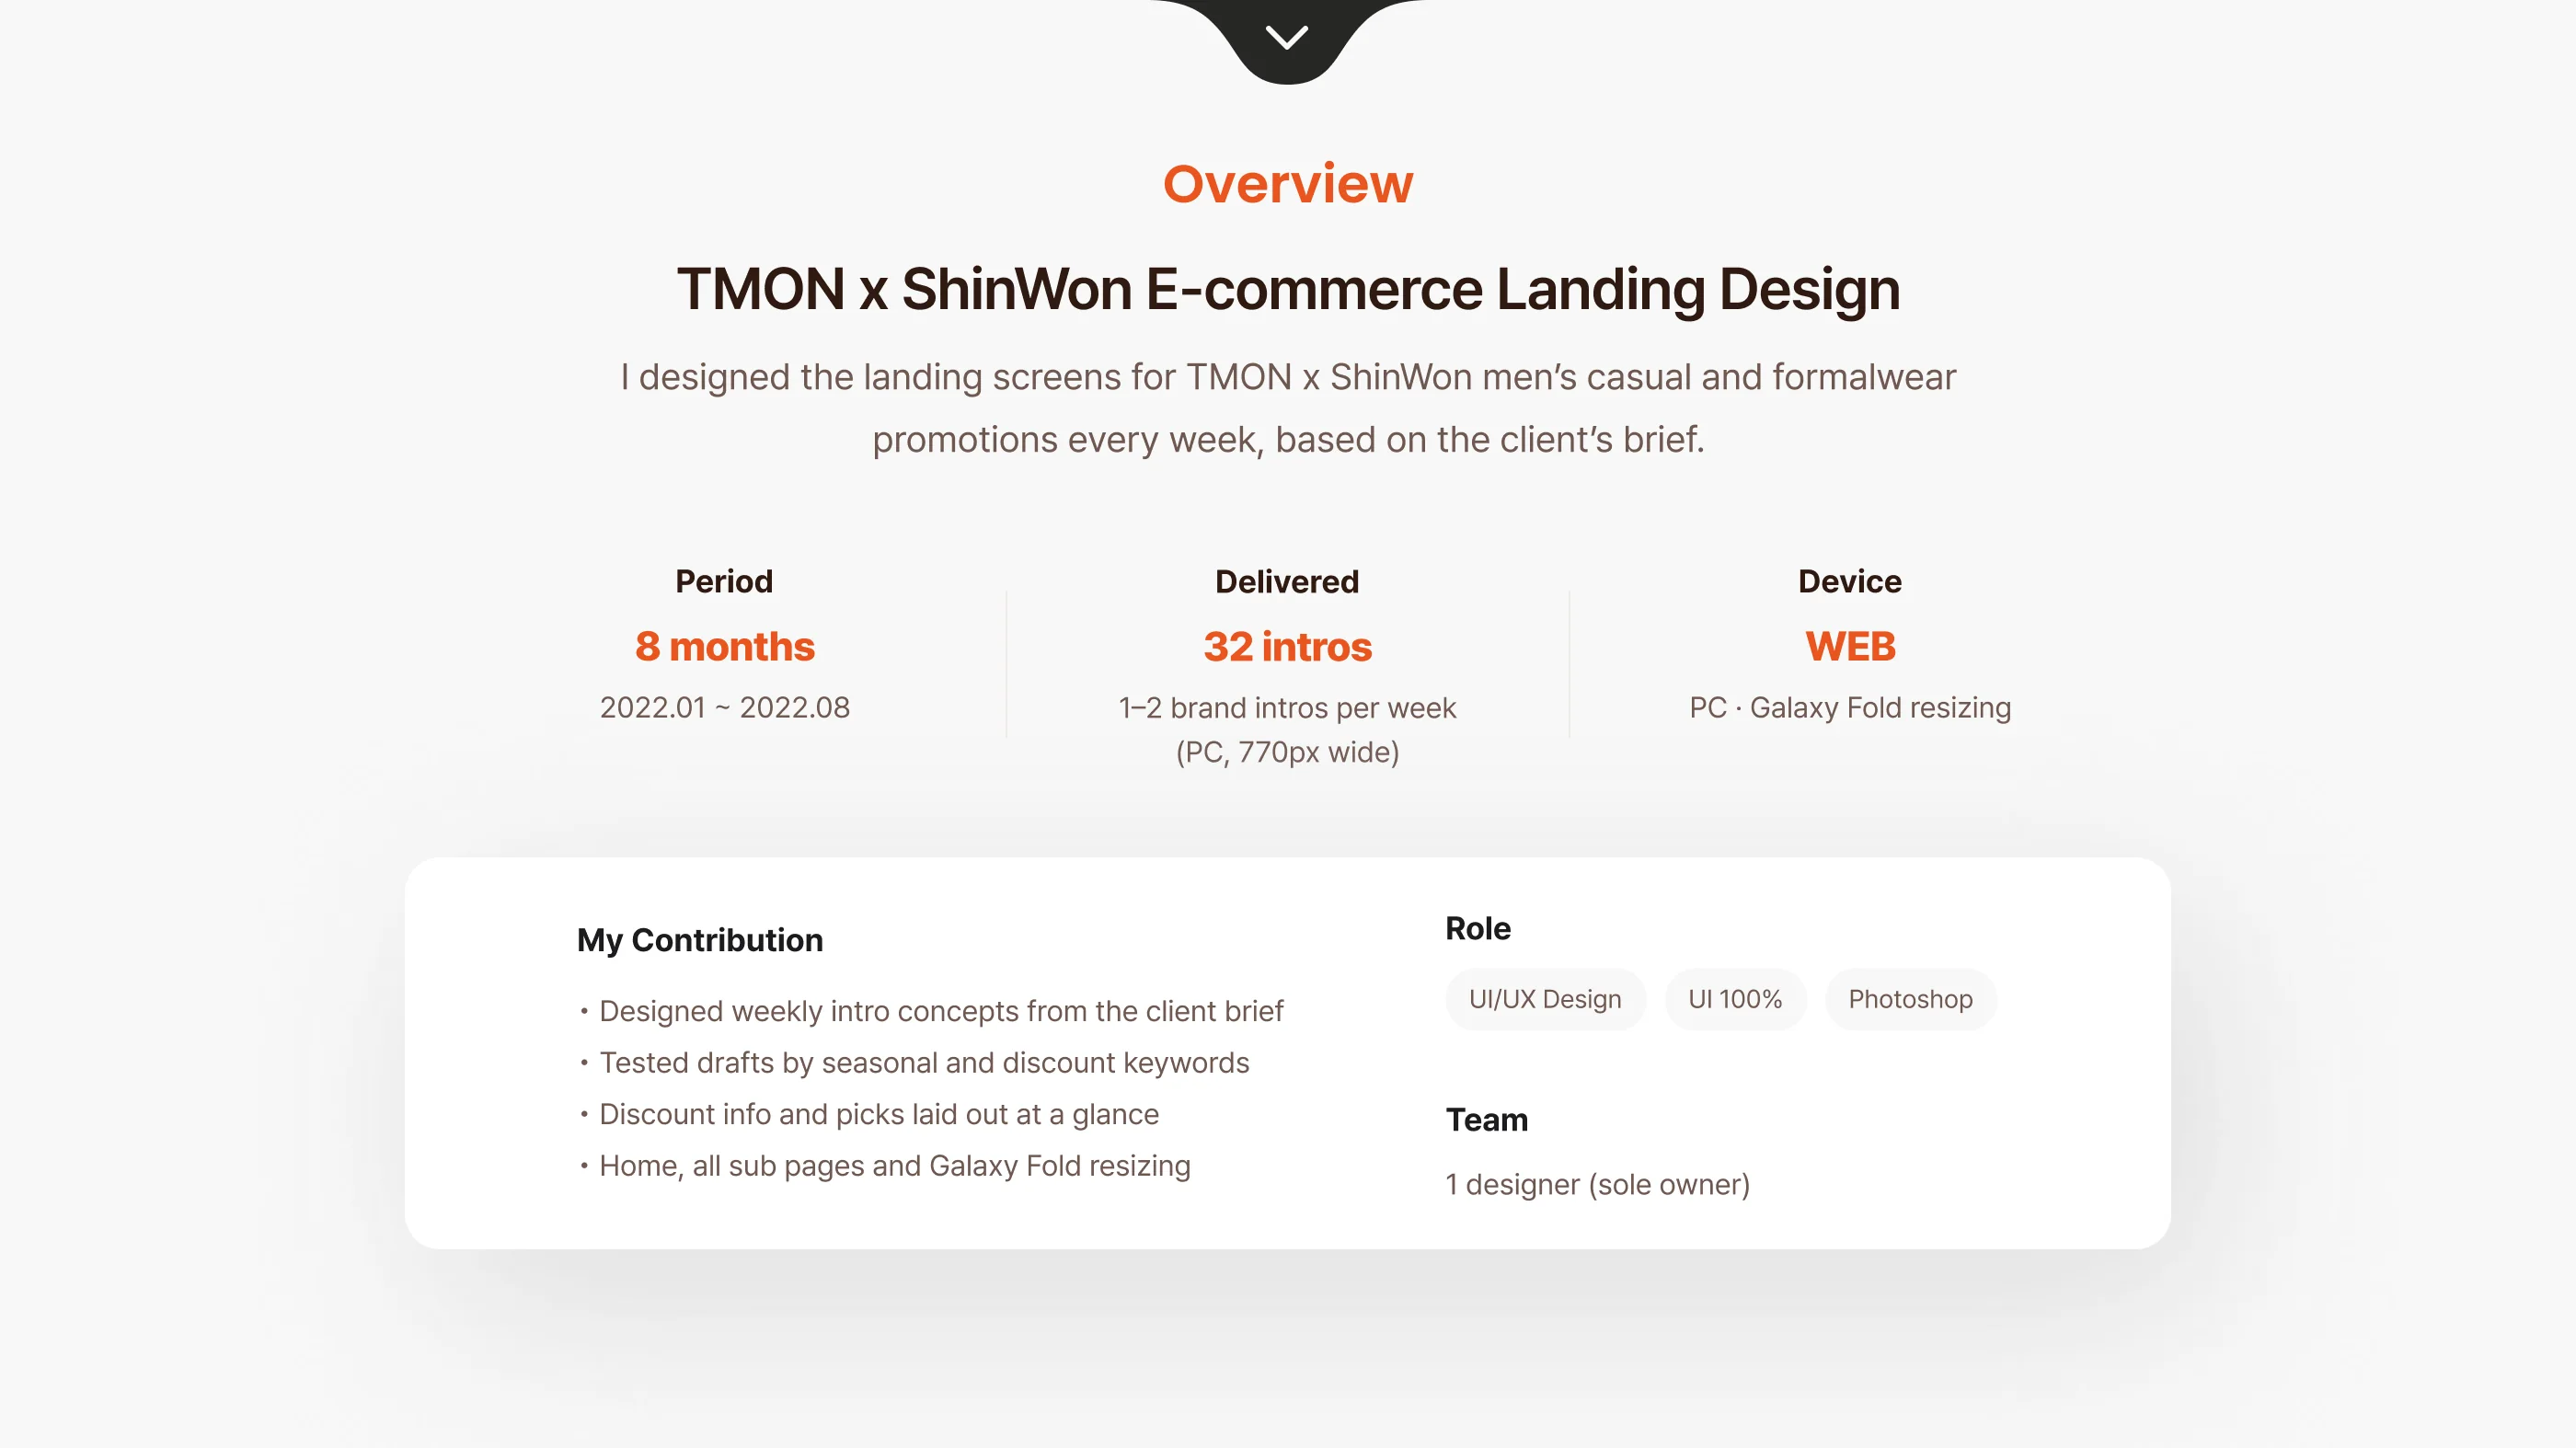 Overview
TMON x ShinWon E-commerce Landing Design
I designed the landing screens for TMON x ShinWon men’s casual and formalwear
promotions every week, based on the client’s brief.
Period
8 months
2022.01 ~ 2022.08
Delivered
32 intros
1–2 brand intros per week
(PC, 770px wide)
Device
WEB
PC · Galaxy Fold resizing
My Contribution
• Designed weekly intro concepts from the client brief
• Tested drafts by seasonal and discount keywords
• Discount info and picks laid out at a glance
• Home, all sub pages and Galaxy Fold resizing
Role
UI/UX Design
UI 100%
Photoshop
Team
1 designer (sole owner)